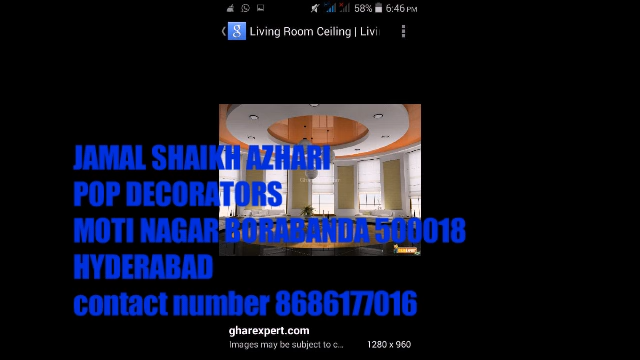 58% 6:46 PM
Living Room Ceiling | Livi
JAMAL SHAIKH AZHARI
POP DECORATORS
MOTI NAGAR BORABANDA 500018
HYDERABAD
contact number 8686177016
gharexpert.com
Images may be subject to c... 1280 x 960